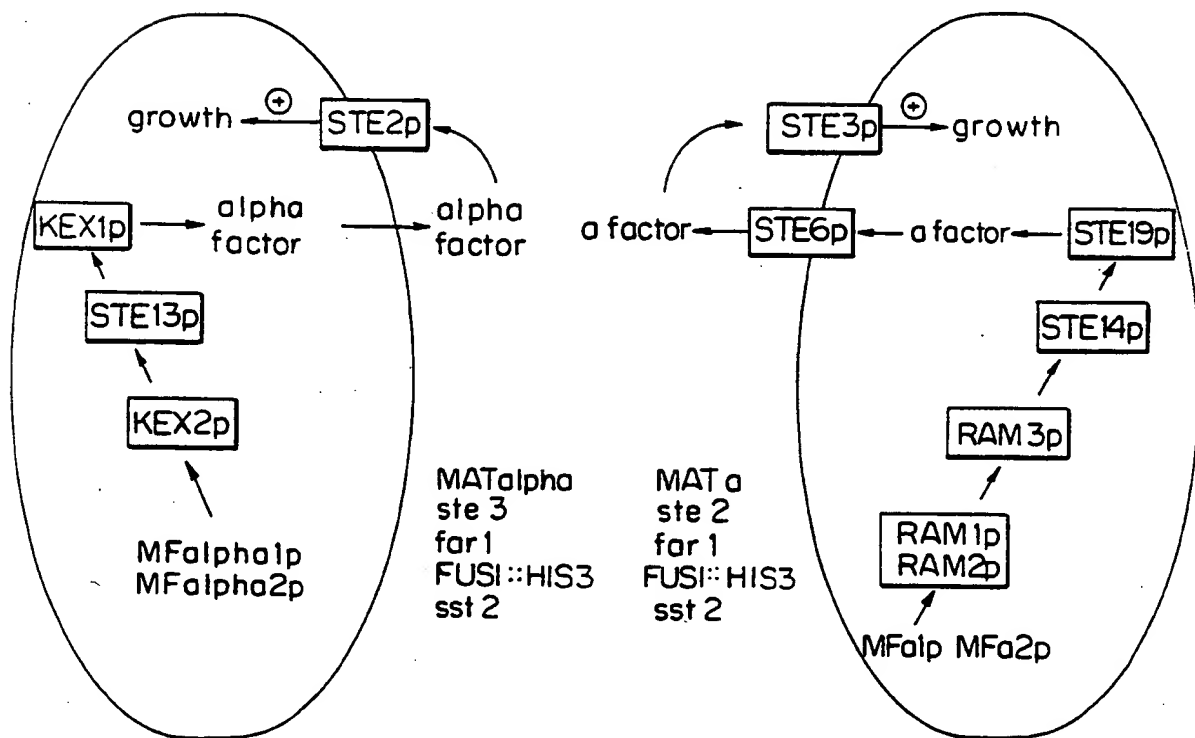 growth
+
STE2p
KEX1p
alpha
factor
alpha
factor
STE13p
KEX2p
MFalpha1p
MFalpha2p
MATalpha
ste 3
far 1
FUSI::HIS3
sst 2
STE3p
+
growth
a factor
STE6p
a factor
STE19p
STE14p
RAM3p
RAM1p
RAM2p
MFa1p MFa2p
MAT a
ste 2
far 1
FUSI::HIS3
sst 2